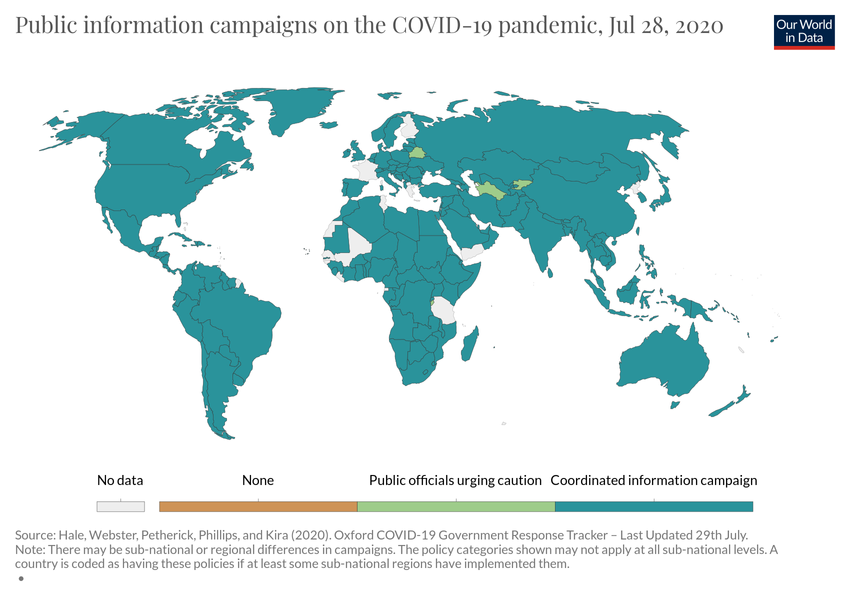 Public information campaigns on the COVID-19 pandemic, Jul 28, 2020
Our World
in Data
No data
None
Public officials urging caution
Coordinated information campaign
Source: Hale, Webster, Petherick, Phillips, and Kira (2020). Oxford COVID-19 Government Response Tracker – Last Updated 29th July.
Note: There may be sub-national or regional differences in campaigns. The policy categories shown may not apply at all sub-national levels. A
country is coded as having these policies if at least some sub-national regions have implemented them.